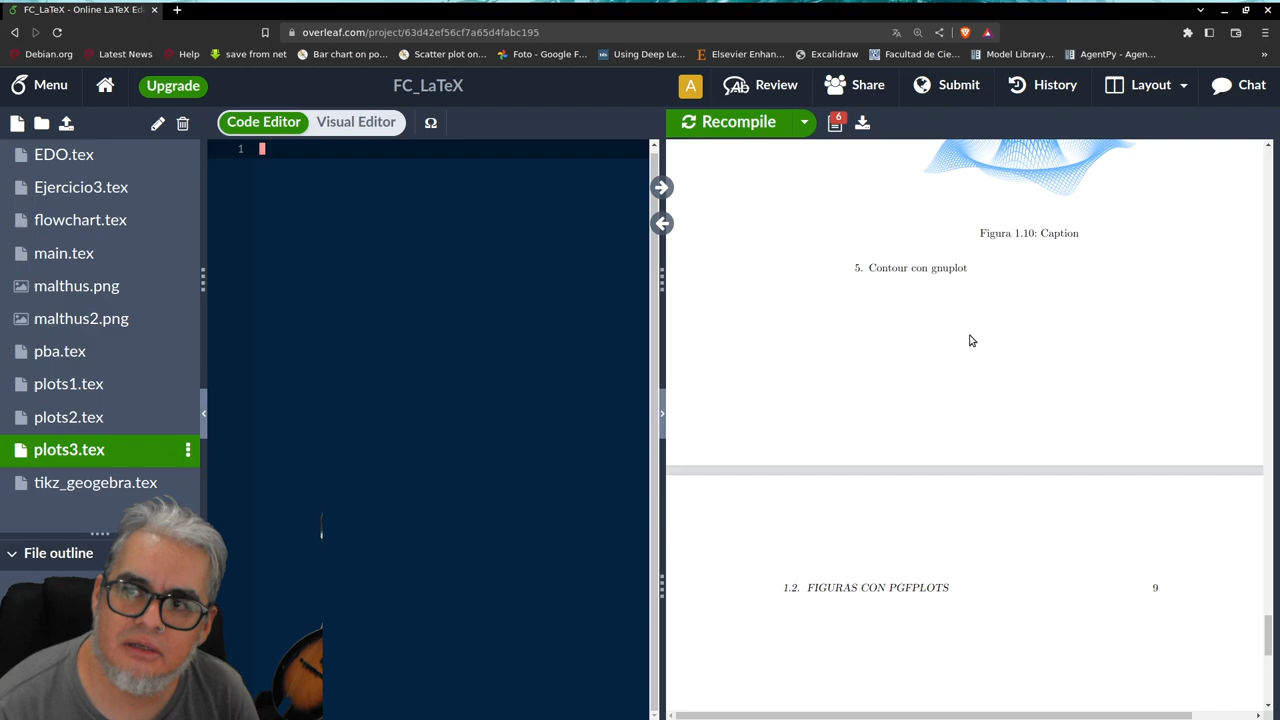 FC_LaTeX - Online LaTeX Edi
overleaf.com/project/63d42ef56cf7a65d4fabc195
Debian.org
Latest News
Help
save from net
Bar chart on po...
Scatter plot on...
Foto - Google F...
Using Deep Le...
Elsevier Enhan...
Excalidraw
Facultad de Cie...
Model Library...
AgentPy - Agen...
»
Menu
Upgrade
FC_LaTeX
A
Review
Share
Submit
History
Layout
Chat
Code Editor
Visual Editor
Ω
Recompile
6
EDO.tex
Ejercicio3.tex
flowchart.tex
main.tex
malthus.png
malthus2.png
pba.tex
plots1.tex
plots2.tex
plots3.tex
tikz_geogebra.tex
File outline
1
Figura 1.10: Caption
5. Contour con gnuplot
1.2. FIGURAS CON PGFPLOTS 9